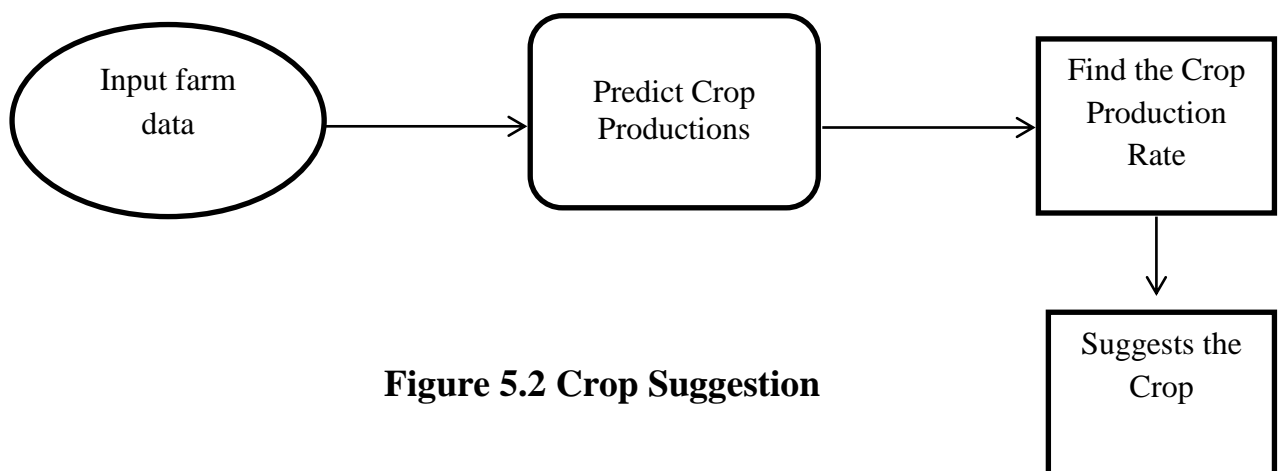 Input farm
data
Predict Crop
Productions
Find the Crop
Production
Rate
Suggests the
Crop
Figure 5.2 Crop Suggestion